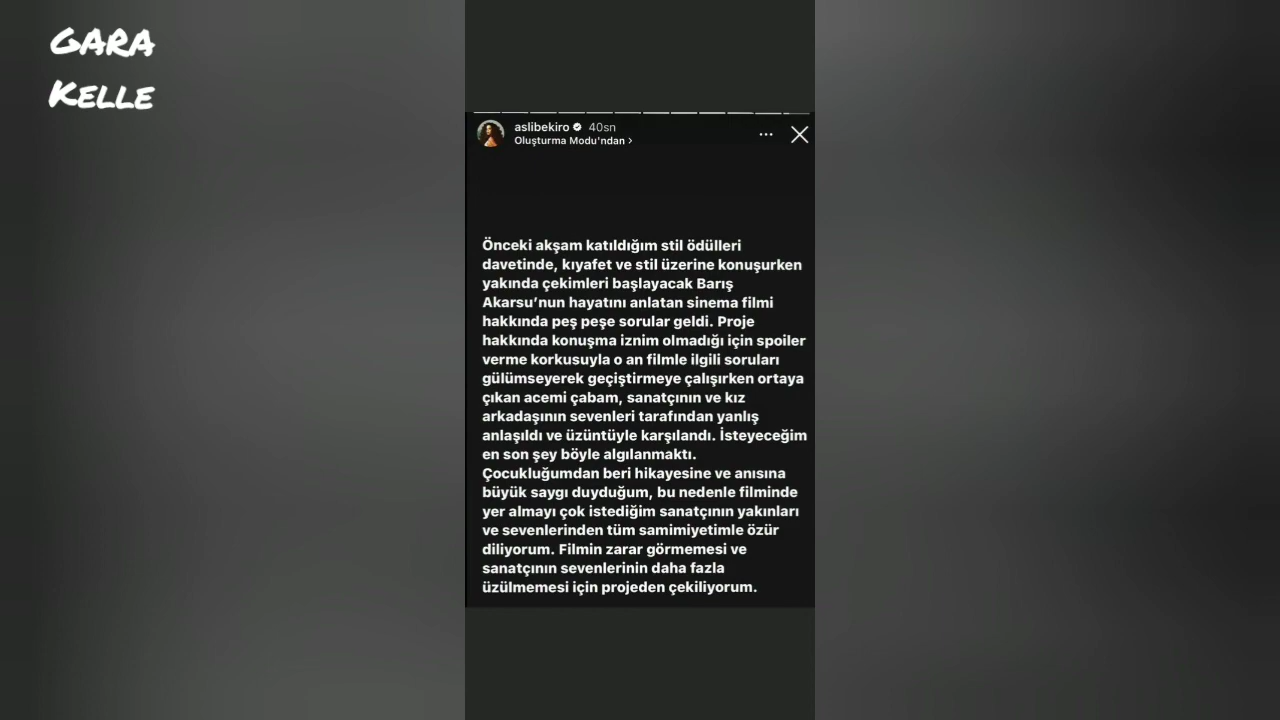 GARA
KELLE
aslibekiro 40sn
Oluşturma Modu'ndan >
Önceki akşam katıldığım stil ödülleri
davetinde, kıyafet ve stil üzerine konuşurken
yakında çekimleri başlayacak Barış
Akarsu’nun hayatını anlatan sinema filmi
hakkında peş peşe sorular geldi. Proje
hakkında konuşma iznim olmadığı için spoiler
verme korkusuyla o an filmle ilgili soruları
gülümseyerek geçiştirmeye çalışırken ortaya
çıkan acemi çabam, sanatçının ve kız
arkadaşının sevenleri tarafından yanlış
anlaşıldı ve üzüntüyle karşılandı. İsteyeceğim
en son şey böyle algılanmaktı.
Çocukluğumdan beri hikayesine ve anısına
büyük saygı duyduğum, bu nedenle filminde
yer almayı çok istediğim sanatçının yakınları
ve sevenlerinden tüm samimiyetimle özür
diliyorum. Filmin zarar görmemesi ve
sanatçının sevenlerinin daha fazla
üzülmemesi için projeden çekiliyorum.